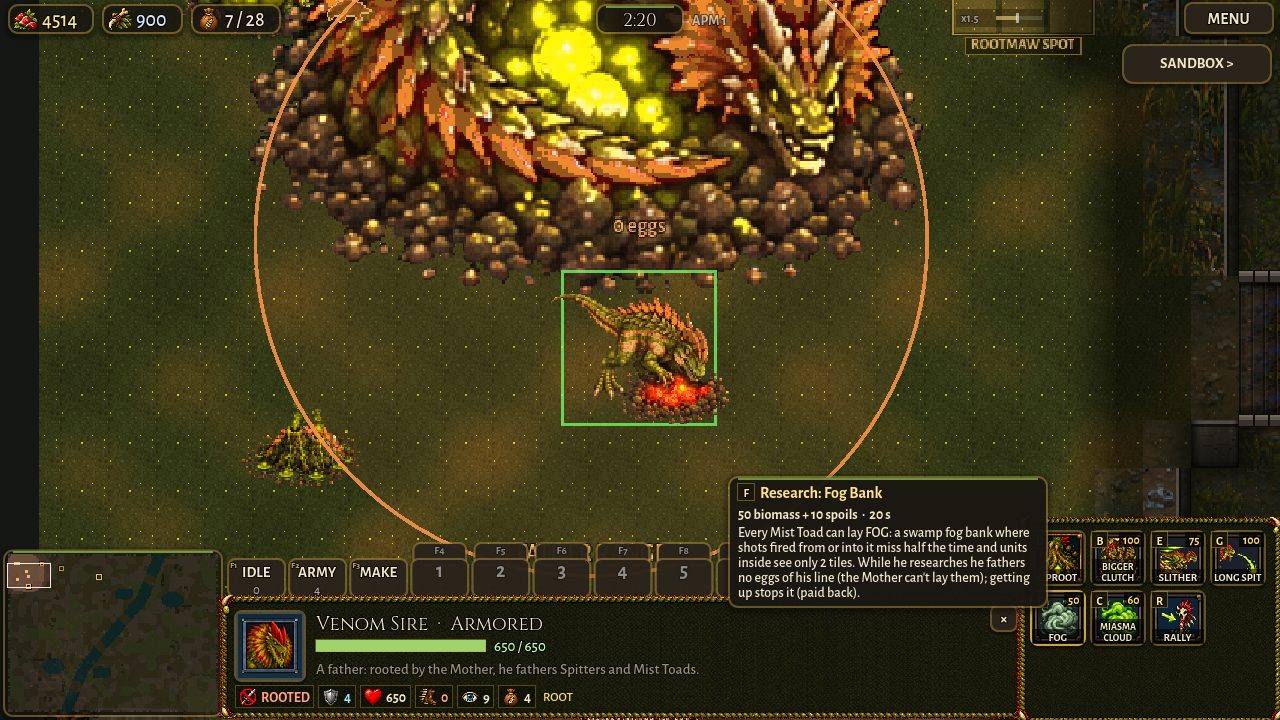 4514
900
7 / 28
2:20
APM 1
x1.5
ROOTMAW SPOT
MENU
SANDBOX >
0 eggs
F Research: Fog Bank
50 biomass + 10 spoils · 20 s
Every Mist Toad can lay FOG: a swamp fog bank where
shots fired from or into it miss half the time and units
inside see only 2 tiles. While he researches he fathers
no eggs of his line (the Mother can't lay them); getting
up stops it (paid back).
F1 IDLE 0
F2 ARMY 4
F3 MAKE
F4 1
F5 2
F6 3
F7 4
F8 5
B 100 BIGGER CLUTCH
E 75 SLITHER
G 100 LONG SPIT
50 FOG
C 60 MIASMA CLOUD
R RALLY
VENOM SIRE · ARMORED
650 / 650
A father: rooted by the Mother, he fathers Spitters and Mist Toads.
ROOTED 4 650 0 9 4 ROOT
×